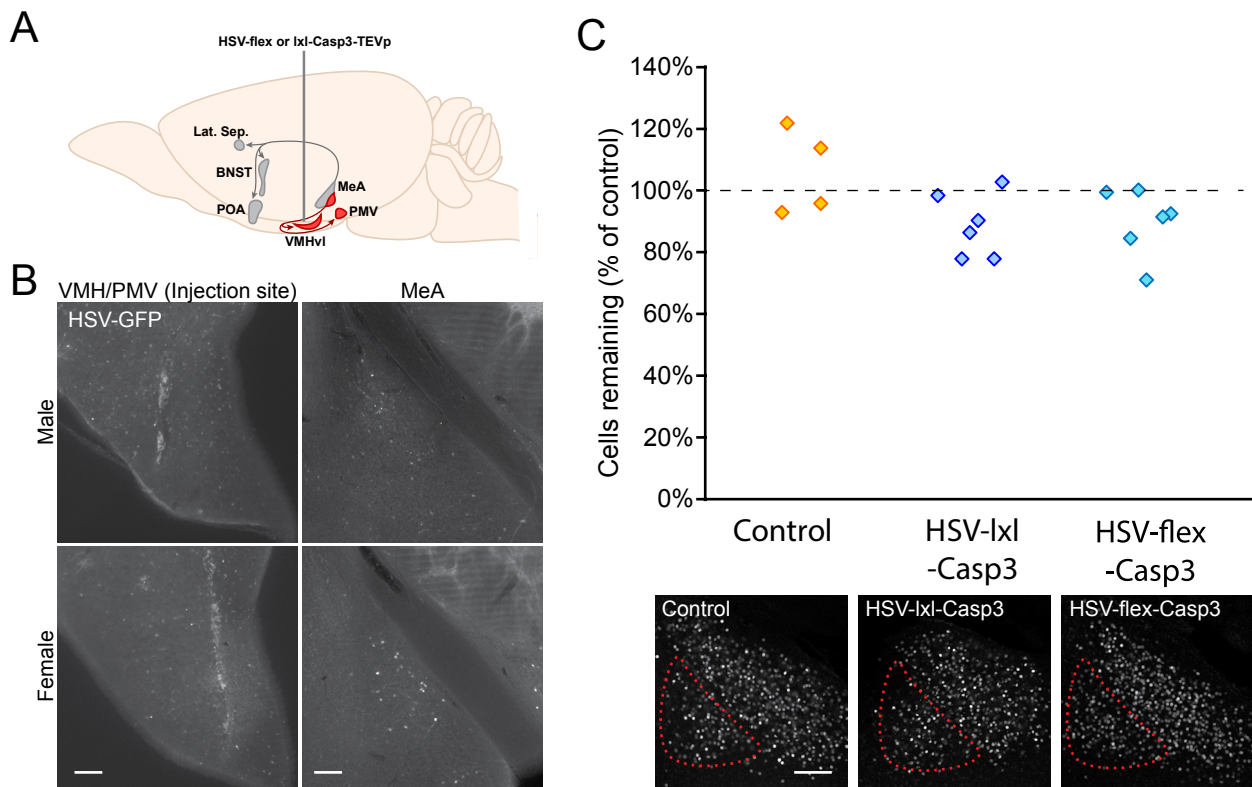 A
HSV-flex or lxl-Casp3-TEVp
Lat. Sep.
BNST
MeA
POA
PMV
VMHvl
B
VMH/PMV (Injection site)
MeA
HSV-GFP
Male
Female
C
Cells remaining (% of control)
140%
120%
100%
80%
60%
40%
20%
0%
Control
HSV-lxl
-Casp3
HSV-flex
-Casp3
Control
HSV-lxl-Casp3
HSV-flex-Casp3